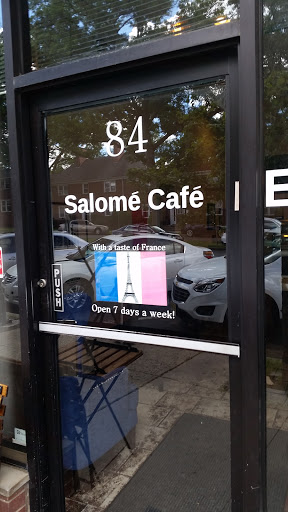 84
Salomé Café
With a taste of France
PUSH
Open 7 days a week!
E